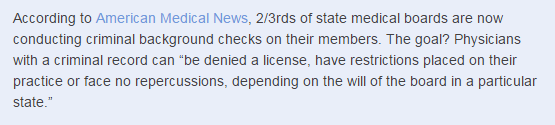 According to American Medical News, 2/3rds of state medical boards are now
conducting criminal background checks on their members. The goal? Physicians
with a criminal record can “be denied a license, have restrictions placed on their
practice or face no repercussions, depending on the will of the board in a particular
state.”